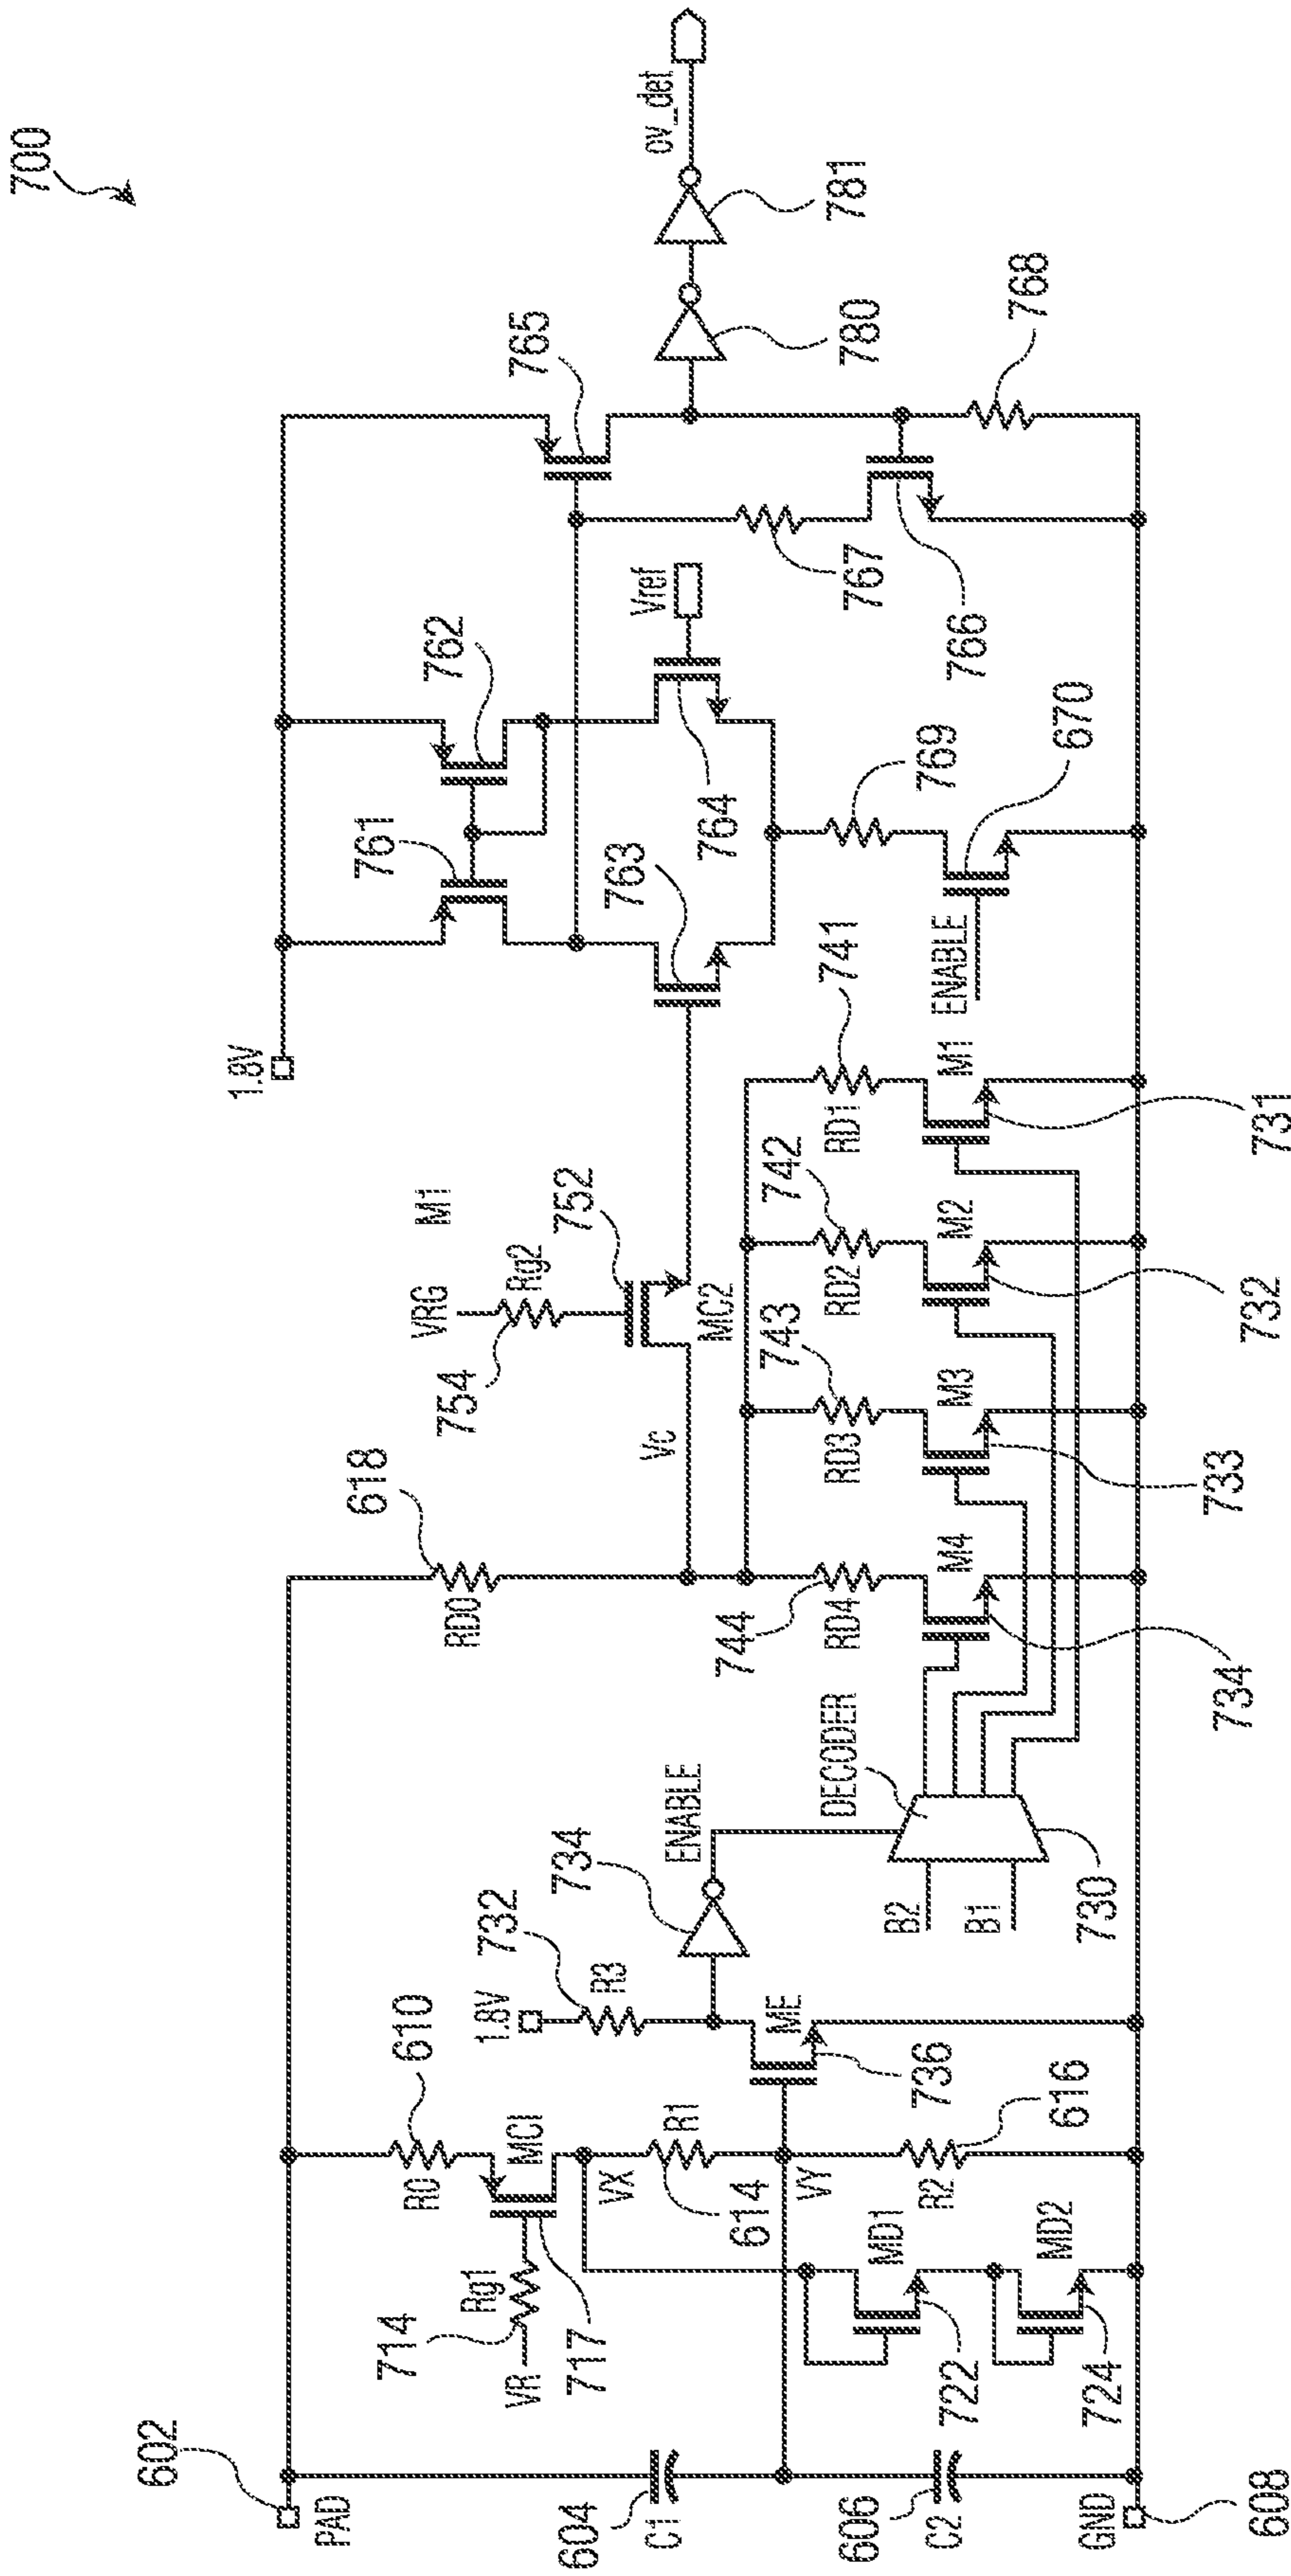 700
602
PAD
604
C1
606
C2
GND
608
714
Rg1
VR
717
610
R0
MCI
VX
R1
614
VY
R2
616
MD1
722
MD2
724
1.8V
732
R3
ME
736
734
ENABLE
DECODER
B2
B1
730
618
RD0
Vc
744
RD4
M4
734
743
RD3
M3
733
742
RD2
M2
732
741
RD1
M1
731
VRG
M1
754
Rg2
752
MC2
1.8V
761
762
763
764
Vref
769
ENABLE
670
765
767
766
768
780
781
ov_det